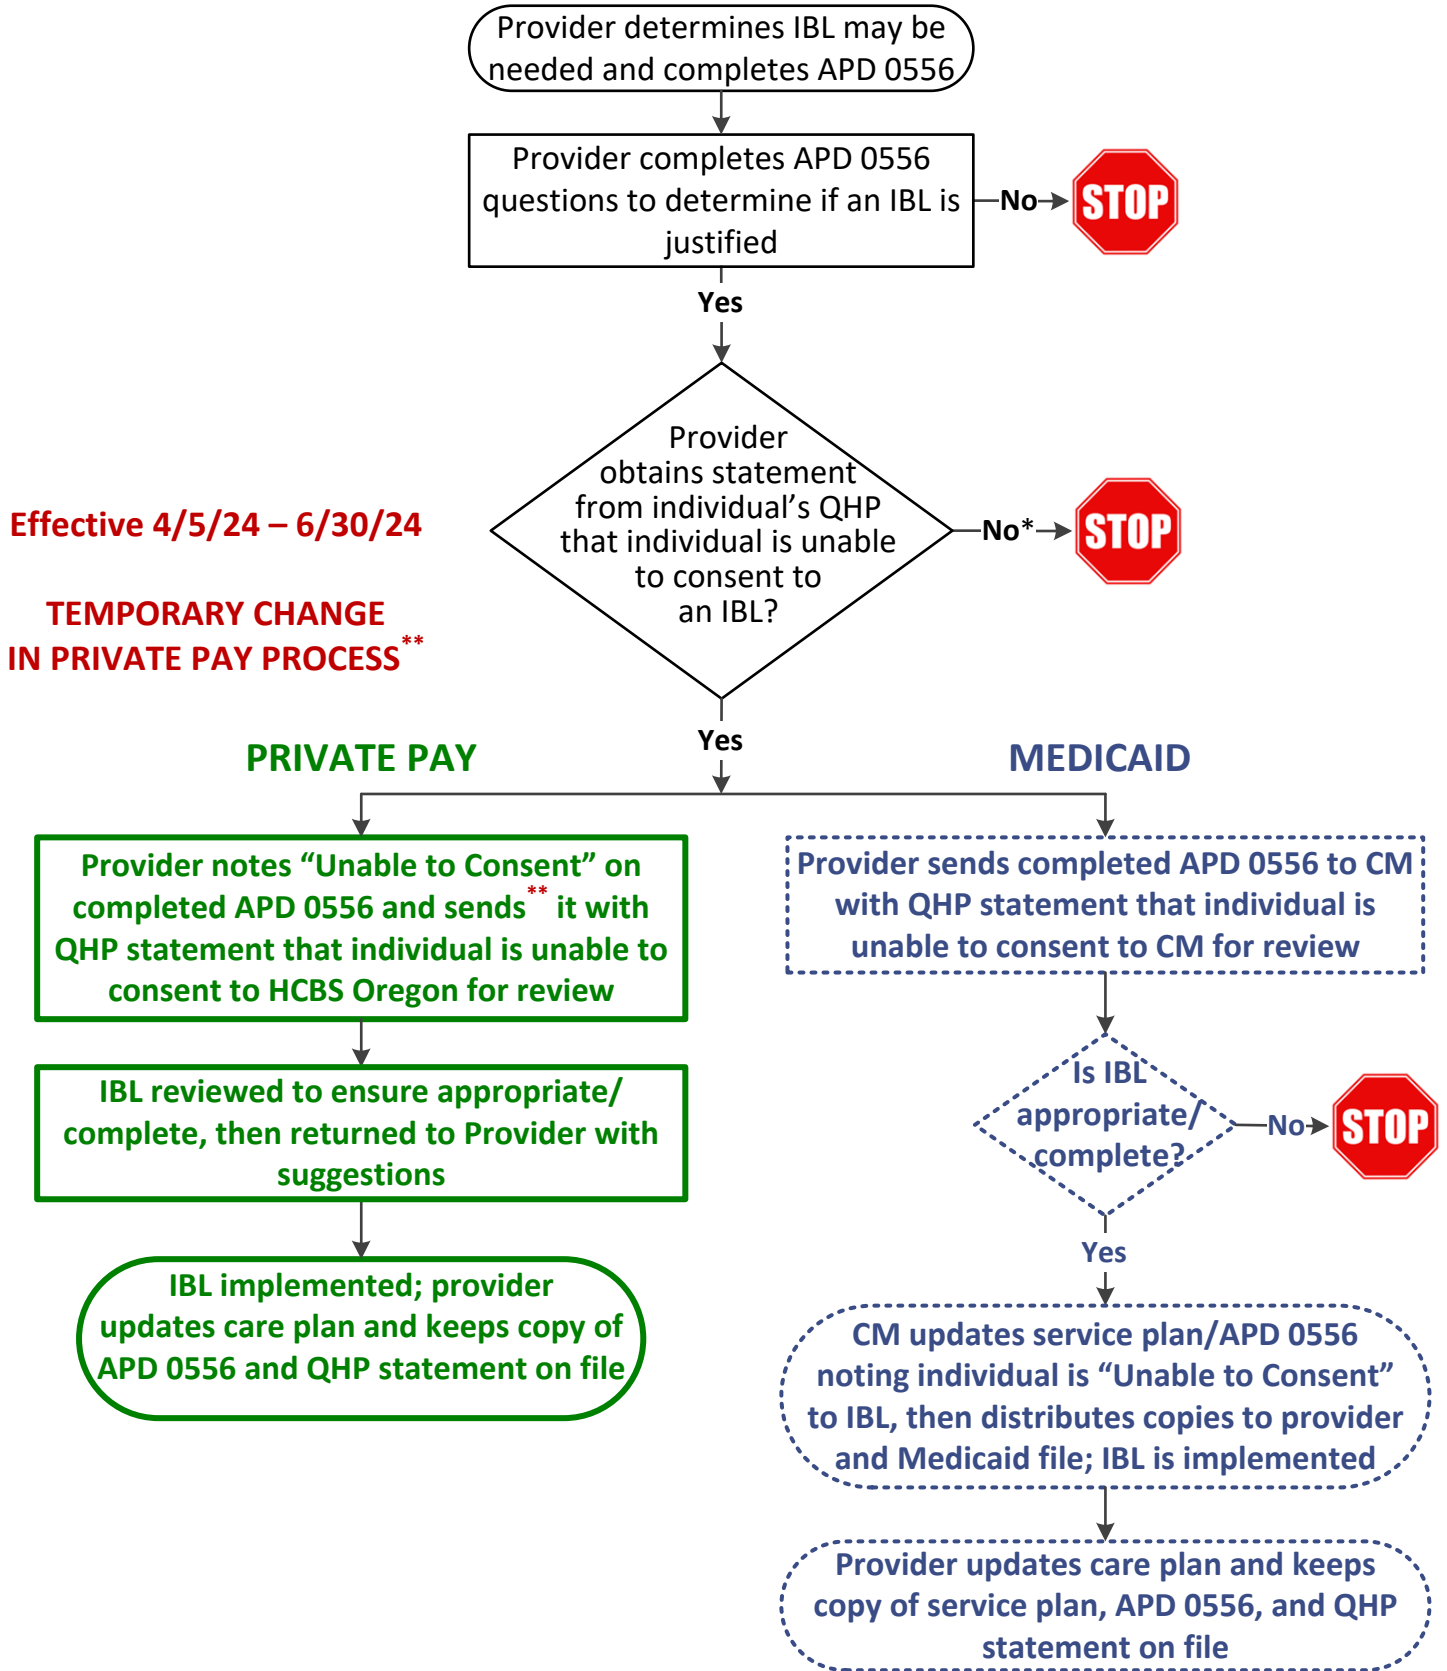 Provider determines IBL may be
needed and completes APD 0556
Provider completes APD 0556
questions to determine if an IBL is
justified
No
STOP
Yes
Provider
obtains statement
from individual’s QHP
that individual is unable
to consent to
an IBL?
No*
STOP
Effective 4/5/24 – 6/30/24
TEMPORARY CHANGE
IN PRIVATE PAY PROCESS**
Yes
PRIVATE PAY
Provider notes “Unable to Consent” on
completed APD 0556 and sends** it with
QHP statement that individual is unable to
consent to HCBS Oregon for review
IBL reviewed to ensure appropriate/
complete, then returned to Provider with
suggestions
IBL implemented; provider
updates care plan and keeps copy of
APD 0556 and QHP statement on file
MEDICAID
Provider sends completed APD 0556 to CM
with QHP statement that individual is
unable to consent to CM for review
Is IBL
appropriate/
complete?
No
STOP
Yes
CM updates service plan/APD 0556
noting individual is “Unable to Consent”
to IBL, then distributes copies to provider
and Medicaid file; IBL is implemented
Provider updates care plan and keeps
copy of service plan, APD 0556, and QHP
statement on file